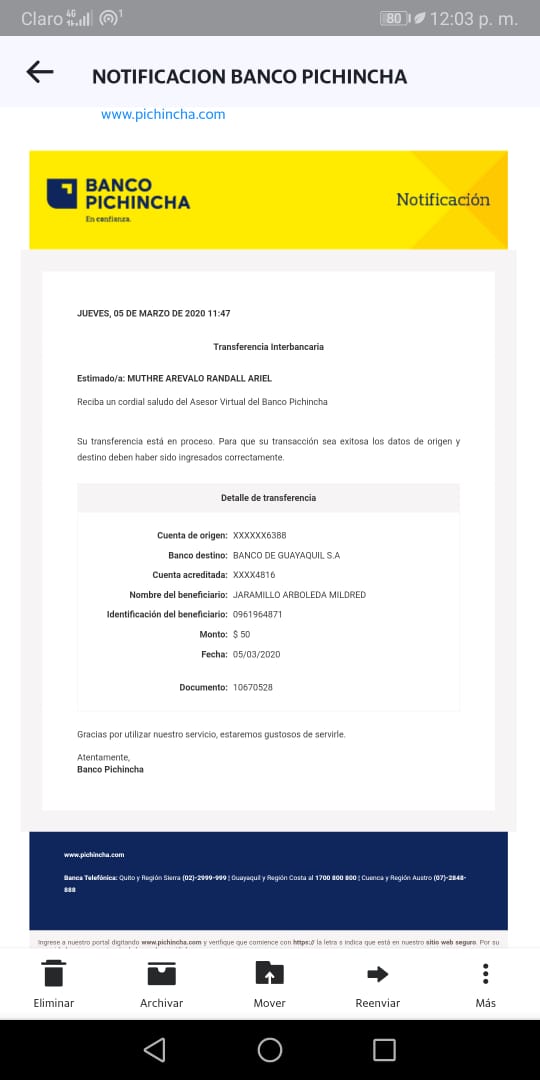 Claro 4G 1 80 12:03 p. m.
NOTIFICACION BANCO PICHINCHA
www.pichincha.com
BANCO
PICHINCHA
En confianza.
Notificación
JUEVES, 05 DE MARZO DE 2020 11:47
Transferencia Interbancaria
Estimado/a: MUTHRE AREVALO RANDALL ARIEL
Reciba un cordial saludo del Asesor Virtual del Banco Pichincha
Su transferencia está en proceso. Para que su transacción sea exitosa los datos de origen y
destino deben haber sido ingresados correctamente.
Detalle de transferencia
Cuenta de origen: XXXXXX6388
Banco destino: BANCO DE GUAYAQUIL S.A
Cuenta acreditada: XXXX4816
Nombre del beneficiario: JARAMILLO ARBOLEDA MILDRED
Identificación del beneficiario: 0961964871
Monto: $ 50
Fecha: 05/03/2020
Documento: 10670528
Gracias por utilizar nuestro servicio, estaremos gustosos de servirle.
Atentamente,
Banco Pichincha
www.pichincha.com
Banca Telefónica: Quito y Región Sierra (02)-2999-999 | Guayaquil y Región Costa al 1700 800 800 | Cuenca y Región Austro (07)-2848-
888
Ingrese a nuestro portal digitando www.pichincha.com y verifique que comience con https:// la letra s indica que está en nuestro sitio web seguro. Por su
Eliminar Archivar Mover Reenviar Más